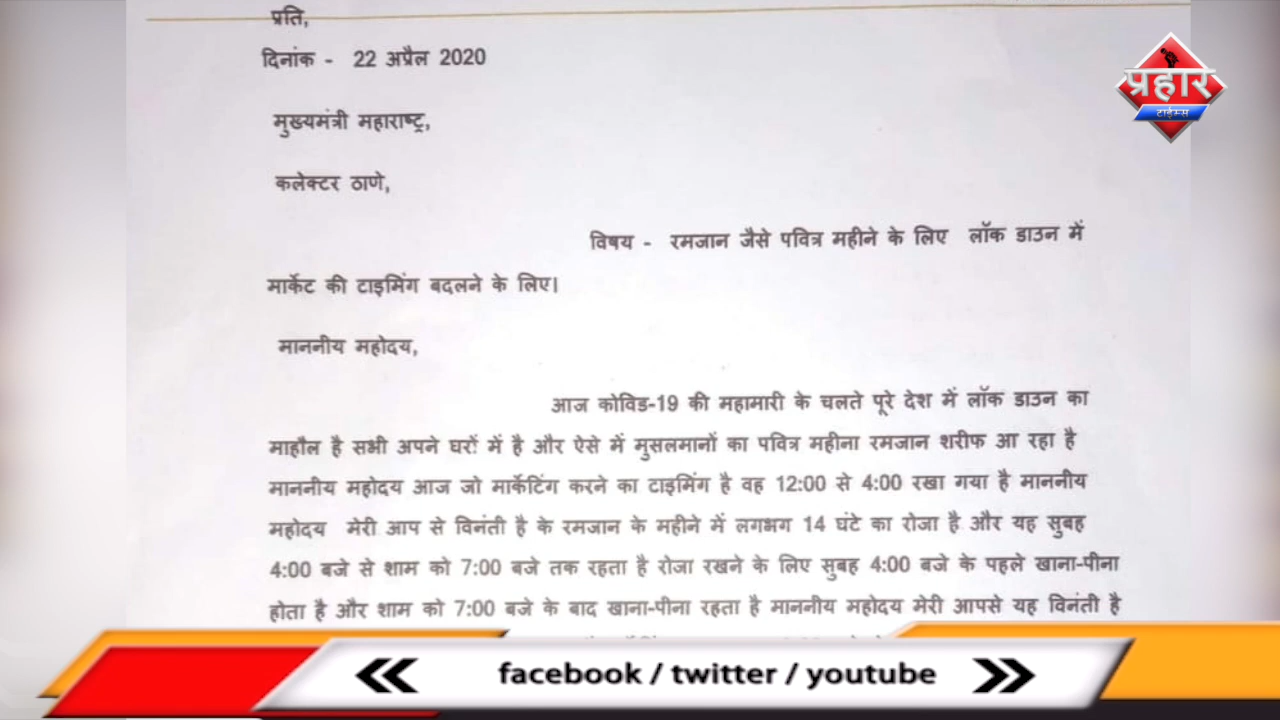 प्रति,
दिनांक - 22 अप्रैल 2020
प्रहार
टाईम्स
मुख्यमंत्री महाराष्ट्र,
कलेक्टर ठाणे,
विषय - रमजान जैसे पवित्र महीने के लिए लॉक डाउन में
मार्केट की टाइमिंग बदलने के लिए।
माननीय महोदय,
आज कोविड-19 की महामारी के चलते पूरे देश में लॉक डाउन का
माहौल है सभी अपने घरों में है और ऐसे में मुसलमानों का पवित्र महीना रमजान शरीफ आ रहा है
माननीय महोदय आज जो मार्केटिंग करने का टाइमिंग है वह 12:00 से 4:00 रखा गया है माननीय
महोदय मेरी आप से विनंती है के रमजान के महीने में लगभग 14 घंटे का रोजा है और यह सुबह
4:00 बजे से शाम को 7:00 बजे तक रहता है रोजा रखने के लिए सुबह 4:00 बजे के पहले खाना-पीना
होता है और शाम को 7:00 बजे के बाद खाना-पीना रहता है माननीय महोदय मेरी आपसे यह विनंती है
facebook / twitter / youtube